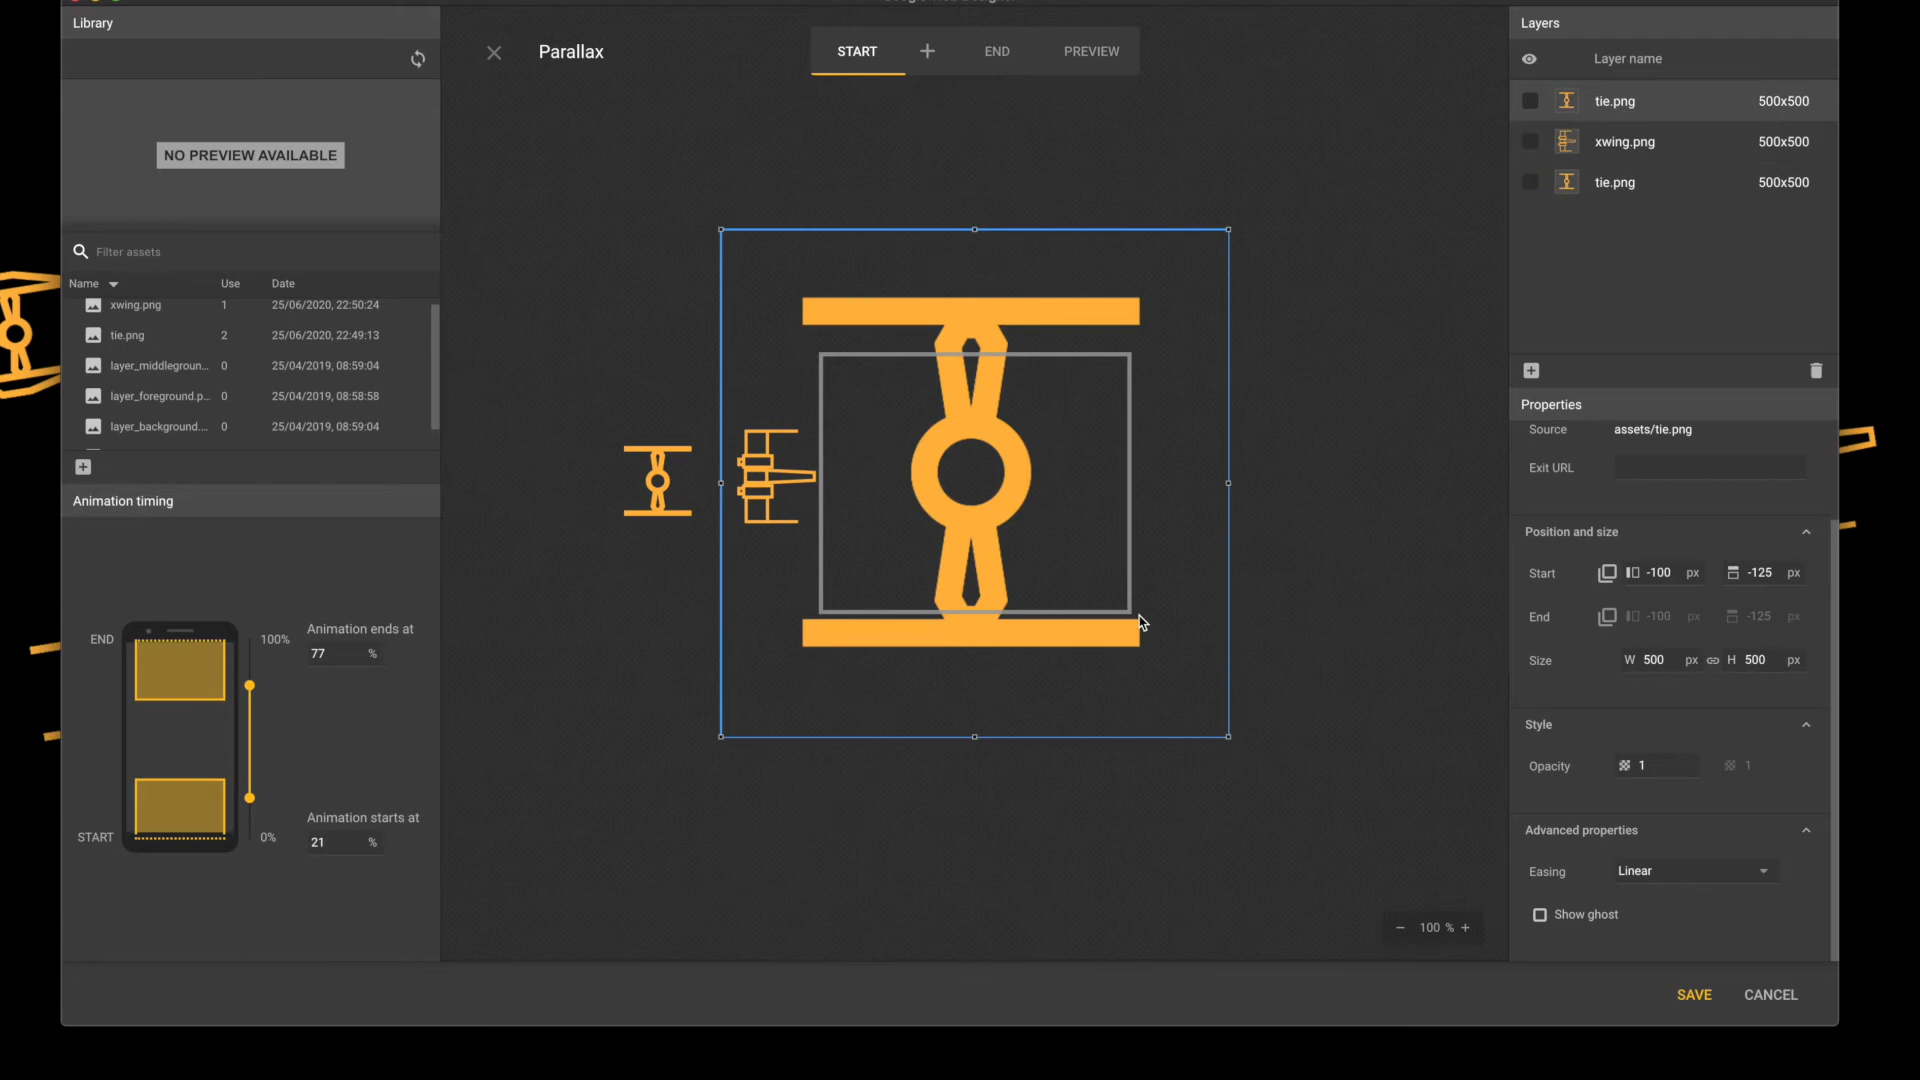 Library
NO PREVIEW AVAILABLE
Filter assets
Name Use Date
xwing.png 1 25/06/2020, 22:50:24
tie.png 2 25/06/2020, 22:49:13
layer_middlegroun... 0 25/04/2019, 08:59:04
layer_foreground.p... 0 25/04/2019, 08:58:58
layer_background.... 0 25/04/2019, 08:59:04
Animation timing
END 100%
Animation ends at
77 %
START 0%
Animation starts at
21 %
Parallax
START + END PREVIEW
− 100 % +
Layers
Layer name
tie.png 500x500
xwing.png 500x500
tie.png 500x500
Properties
Source assets/tie.png
Exit URL
Position and size
Start -100 px -125 px
End -100 px -125 px
Size W 500 px H 500 px
Style
Opacity 1 1
Advanced properties
Easing Linear
Show ghost
SAVE CANCEL